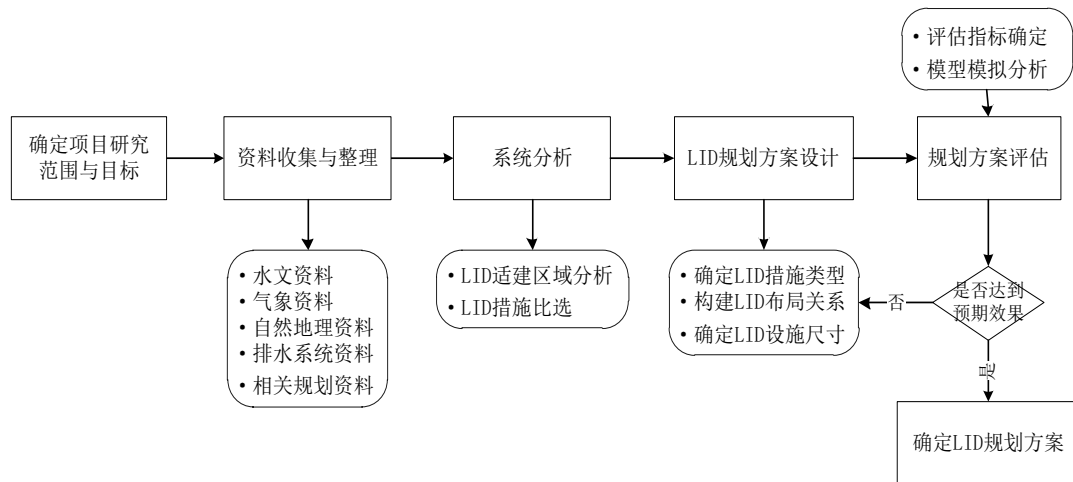 • 评估指标确定
• 模型模拟分析
确定项目研究
范围与目标
资料收集与整理
系统分析
LID规划方案设计
规划方案评估
• 水文资料
• 气象资料
• 自然地理资料
• 排水系统资料
• 相关规划资料
• LID适建区域分析
• LID措施比选
• 确定LID措施类型
• 构建LID布局关系
• 确定LID设施尺寸
否
是否达到
预期效果
是
确定LID规划方案